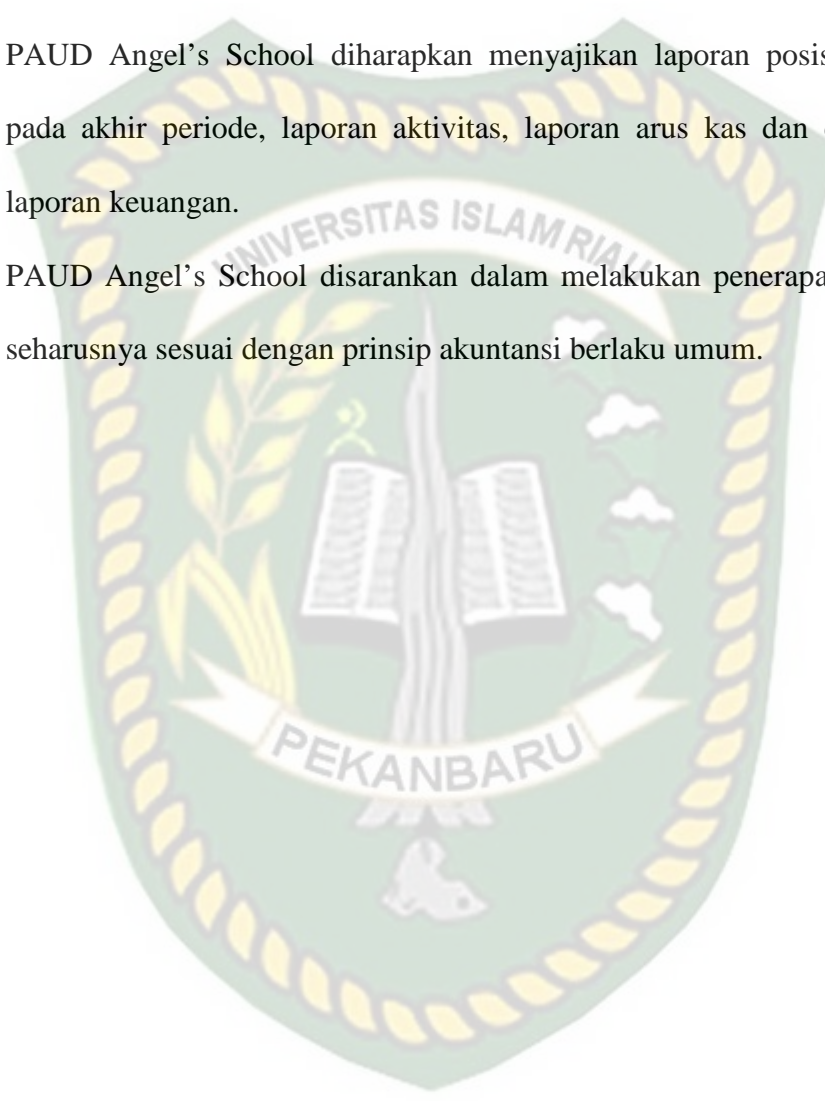 PAUD Angel’s School diharapkan menyajikan laporan posis
pada akhir periode, laporan aktivitas, laporan arus kas dan
laporan keuangan.
UNIVERSITAS ISLAM RIAU
PAUD Angel’s School disarankan dalam melakukan penerapa
seharusnya sesuai dengan prinsip akuntansi berlaku umum.
PEKANBARU